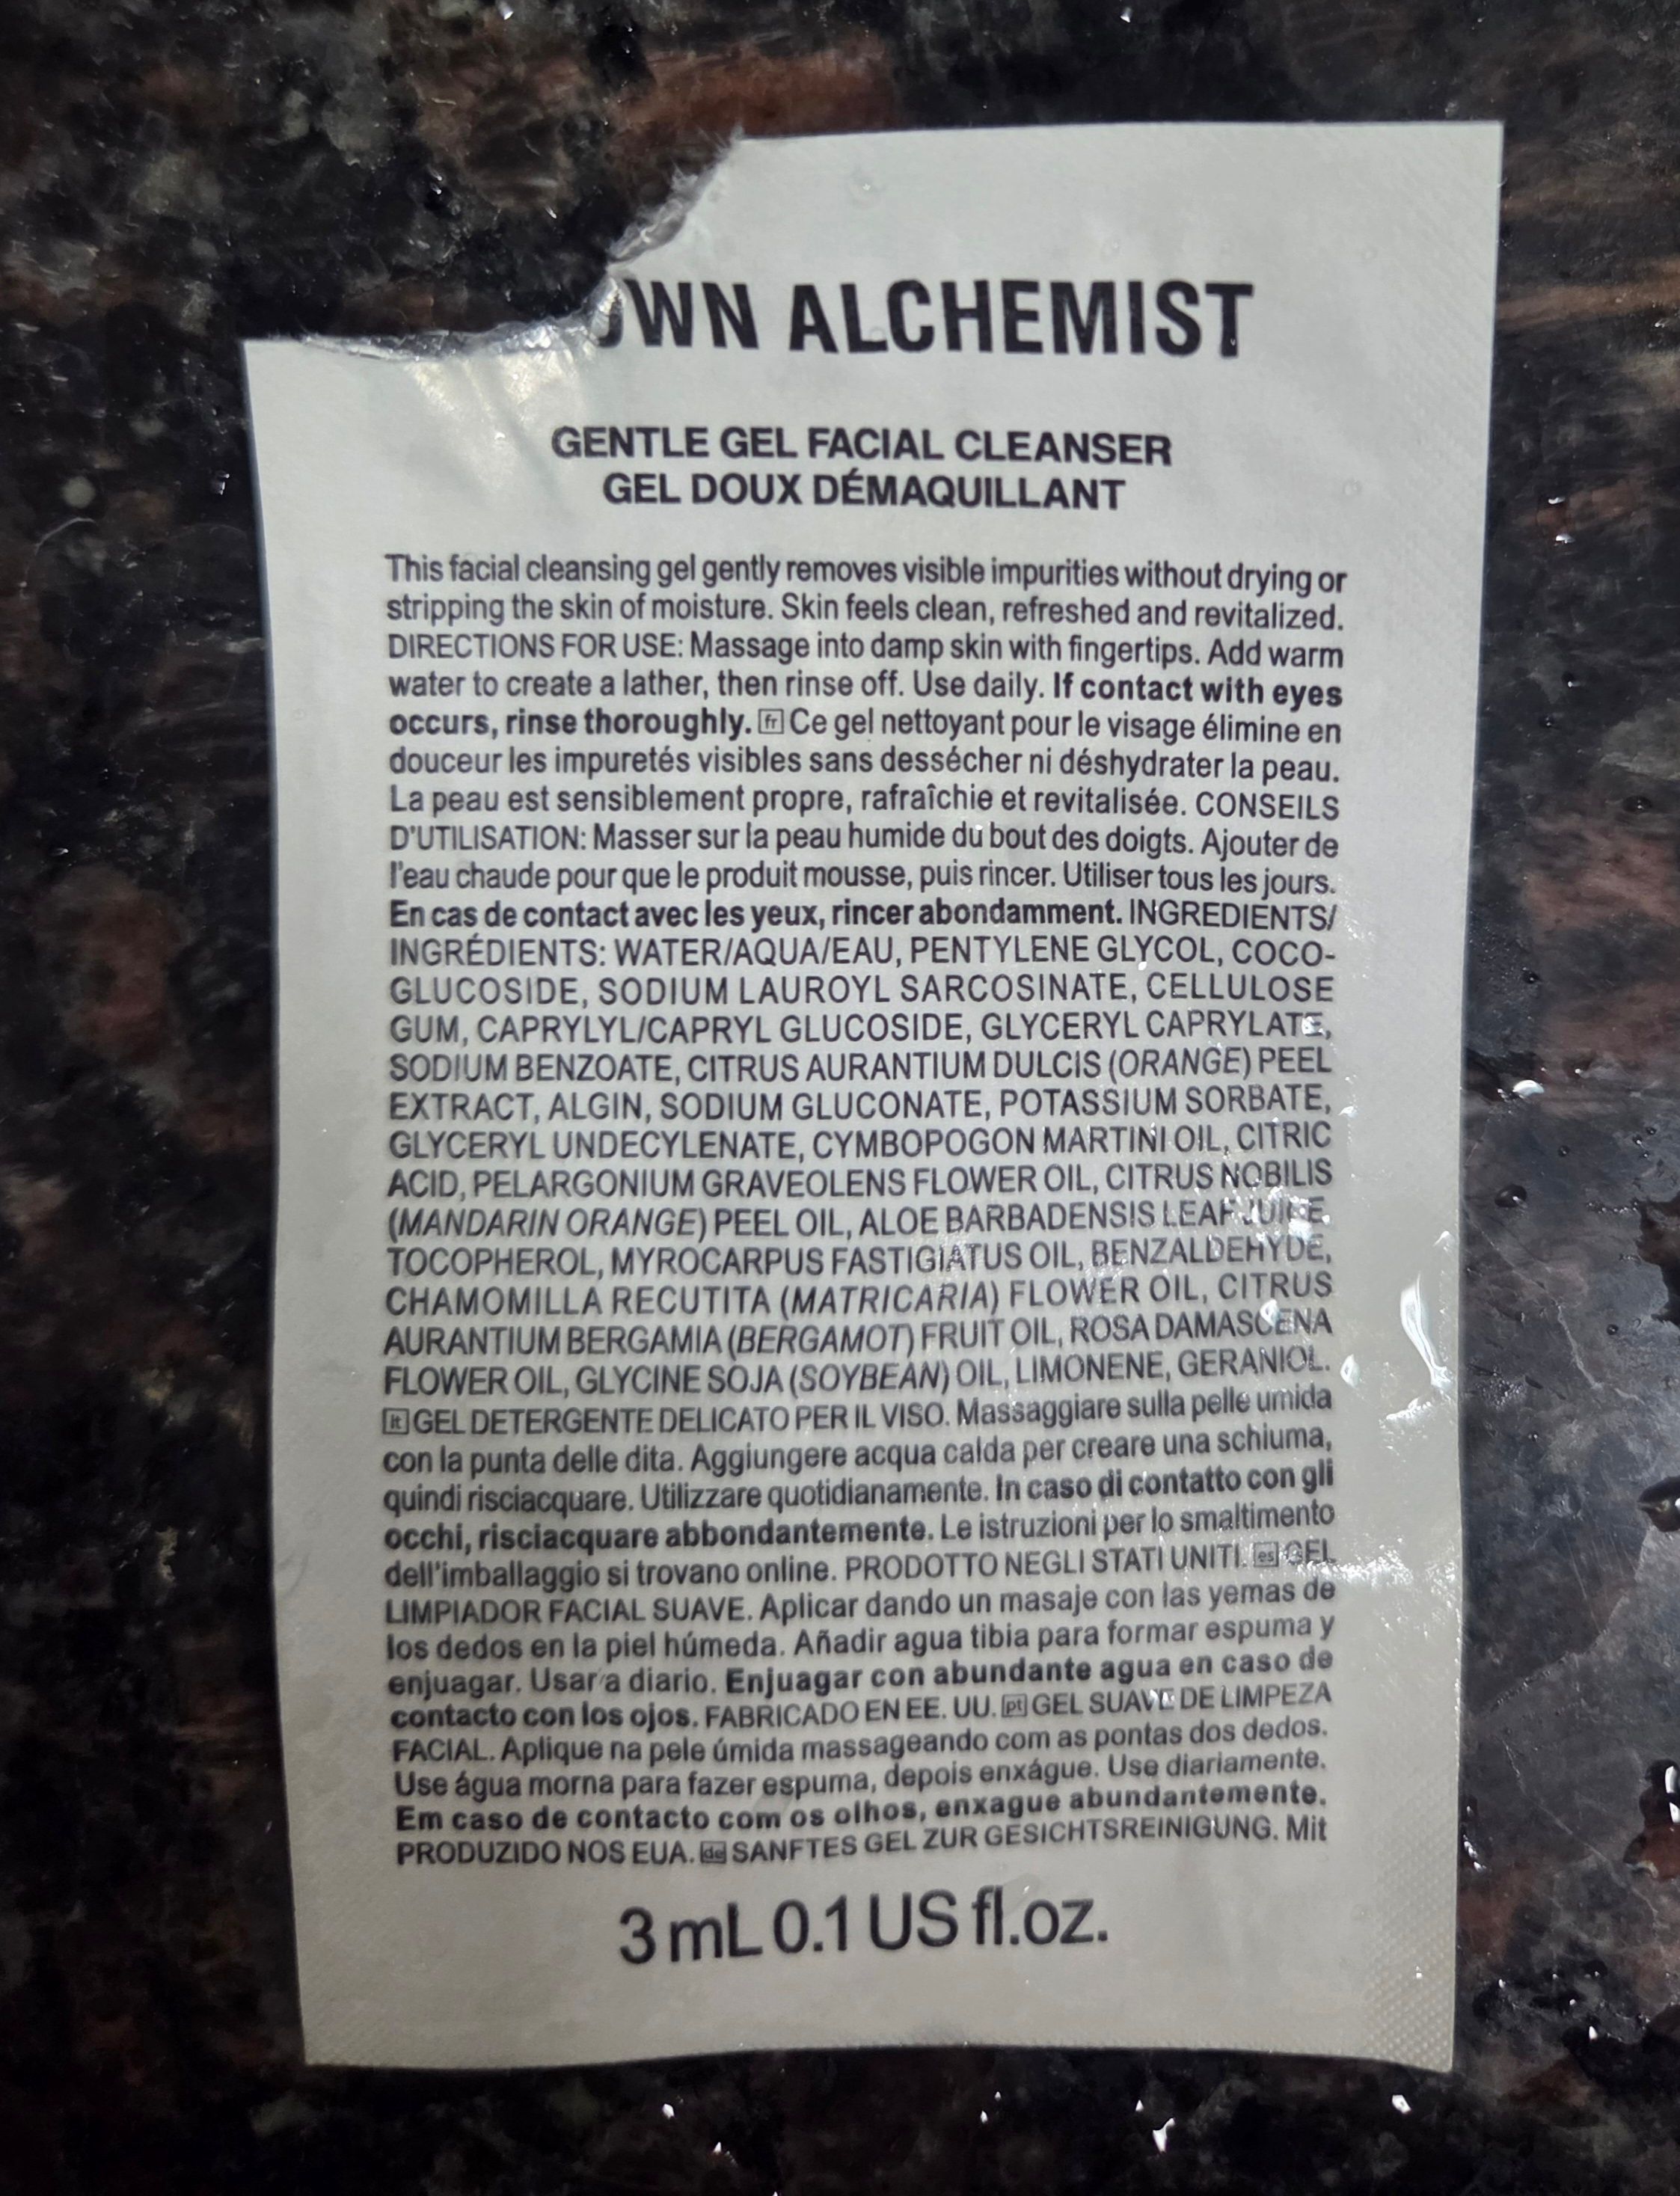 WN ALCHEMIST
GENTLE GEL FACIAL CLEANSER
GEL DOUX DÉMAQUILLANT
This facial cleansing gel gently removes visible impurities without drying or
stripping the skin of moisture. Skin feels clean, refreshed and revitalized.
DIRECTIONS FOR USE: Massage into damp skin with fingertips. Add warm
water to create a lather, then rinse off. Use daily. If contact with eyes
occurs, rinse thoroughly. fr Ce gel nettoyant pour le visage élimine en
douceur les impuretés visibles sans dessécher ni déshydrater la peau.
La peau est sensiblement propre, rafraîchie et revitalisée. CONSEILS
D'UTILISATION: Masser sur la peau humide du bout des doigts. Ajouter de
l'eau chaude pour que le produit mousse, puis rincer. Utiliser tous les jours.
En cas de contact avec les yeux, rincer abondamment. INGREDIENTS/
INGRÉDIENTS: WATER/AQUA/EAU, PENTYLENE GLYCOL, COCO-
GLUCOSIDE, SODIUM LAUROYL SARCOSINATE, CELLULOSE
GUM, CAPRYLYL/CAPRYL GLUCOSIDE, GLYCERYL CAPRYLATE,
SODIUM BENZOATE, CITRUS AURANTIUM DULCIS (ORANGE) PEEL
EXTRACT, ALGIN, SODIUM GLUCONATE, POTASSIUM SORBATE,
GLYCERYL UNDECYLENATE, CYMBOPOGON MARTINI OIL, CITRIC
ACID, PELARGONIUM GRAVEOLENS FLOWER OIL, CITRUS NOBILIS
(MANDARIN ORANGE) PEEL OIL, ALOE BARBADENSIS LEAF JUICE,
TOCOPHEROL, MYROCARPUS FASTIGIATUS OIL, BENZALDEHYDE,
CHAMOMILLA RECUTITA (MATRICARIA) FLOWER OIL, CITRUS
AURANTIUM BERGAMIA (BERGAMOT) FRUIT OIL, ROSA DAMASCENA
FLOWER OIL, GLYCINE SOJA (SOYBEAN) OIL, LIMONENE, GERANIOL.
it GEL DETERGENTE DELICATO PER IL VISO. Massaggiare sulla pelle umida
con la punta delle dita. Aggiungere acqua calda per creare una schiuma,
quindi risciacquare. Utilizzare quotidianamente. In caso di contatto con gli
occhi, risciacquare abbondantemente. Le istruzioni per lo smaltimento
dell'imballaggio si trovano online. PRODOTTO NEGLI STATI UNITI. es GEL
LIMPIADOR FACIAL SUAVE. Aplicar dando un masaje con las yemas de
los dedos en la piel húmeda. Añadir agua tibia para formar espuma y
enjuagar. Usar a diario. Enjuagar con abundante agua en caso de
contacto con los ojos. FABRICADO EN EE. UU. pt GEL SUAVE DE LIMPEZA
FACIAL. Aplique na pele úmida massageando com as pontas dos dedos.
Use água morna para fazer espuma, depois enxágue. Use diariamente.
Em caso de contacto com os olhos, enxague abundantemente.
PRODUZIDO NOS EUA. de SANFTES GEL ZUR GESICHTSREINIGUNG. Mit
3 mL 0.1 US fl.oz.